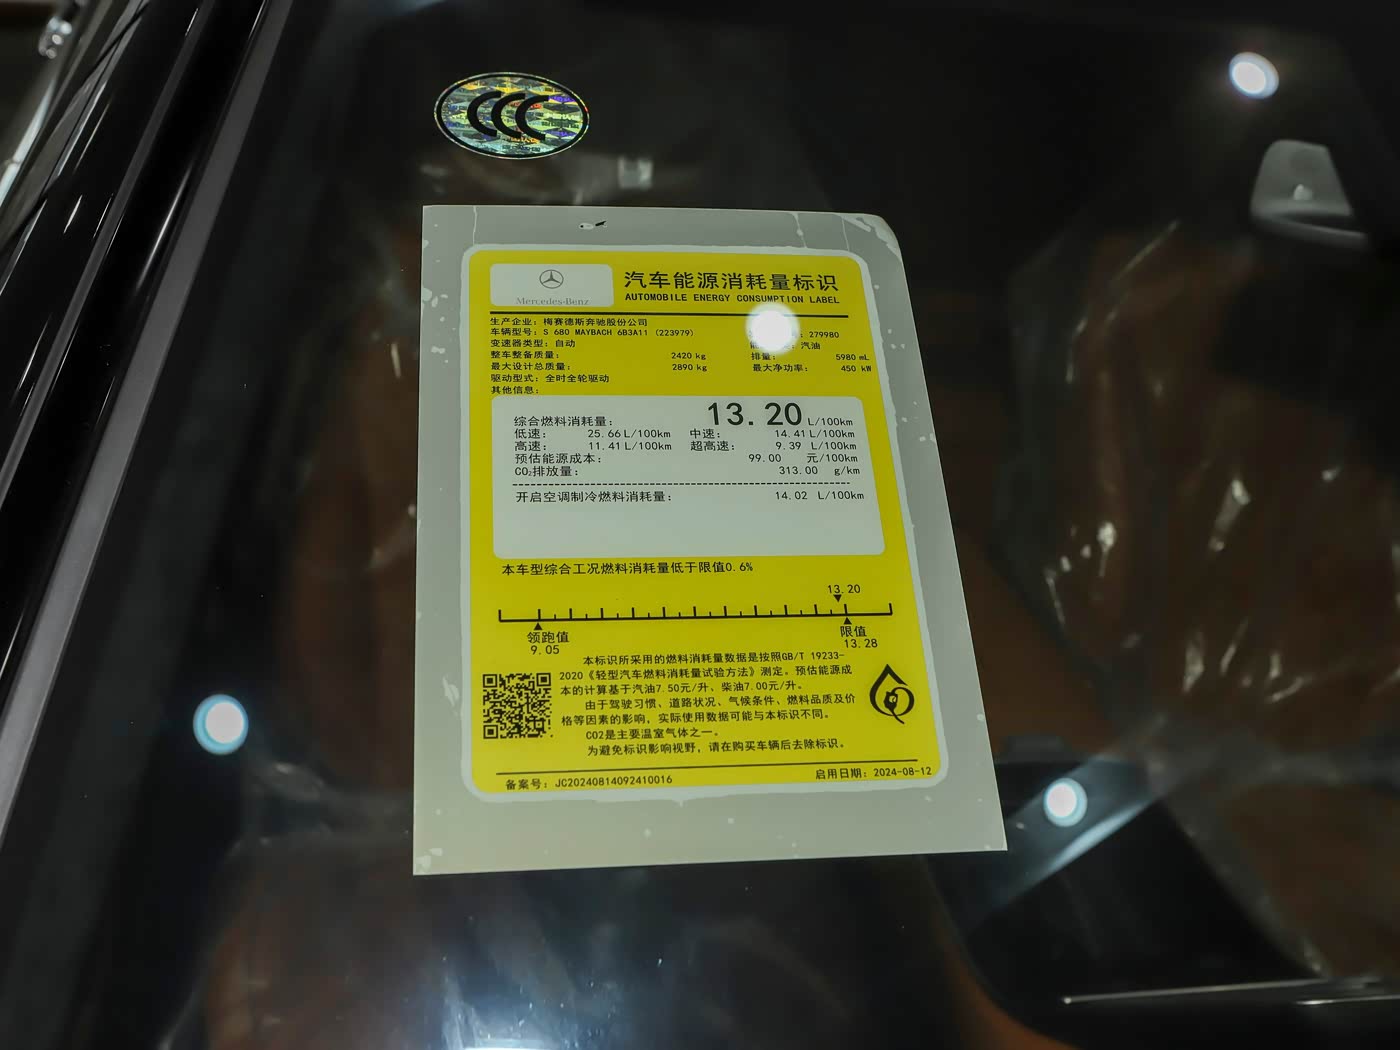 CCC
Mercedes-Benz
汽车能源消耗量标识
AUTOMOBILE ENERGY CONSUMPTION LABEL
生产企业：梅赛德斯奔驰股份公司
车辆型号：S 680 MAYBACH 6B3A11 (223979) 279980
变速器类型：自动 汽油
整车整备质量： 2420 kg 排量： 5980 mL
最大设计总质量： 2890 kg 最大净功率： 450 kW
驱动型式：全时全轮驱动
其他信息：
综合燃料消耗量： 13.20 L/100km
低速： 25.66 L/100km 中速： 14.41 L/100km
高速： 11.41 L/100km 超高速： 9.39 L/100km
预估能源成本： 99.00 元/100km
CO₂排放量： 313.00 g/km
开启空调制冷燃料消耗量： 14.02 L/100km
本车型综合工况燃料消耗量低于限值0.6%
13.20
领跑值 限值
9.05 13.28
本标识所采用的燃料消耗量数据是按照GB/T 19233-
2020《轻型汽车燃料消耗量试验方法》测定。预估能源成
本的计算基于汽油7.50元/升、柴油7.00元/升。
由于驾驶习惯、道路状况、气候条件、燃料品质及价
格等因素的影响，实际使用数据可能与本标识不同。
CO2是主要温室气体之一。
为避免标识影响视野，请在购买车辆后去除标识。
备案号：JC20240814092410016 启用日期：2024-08-12